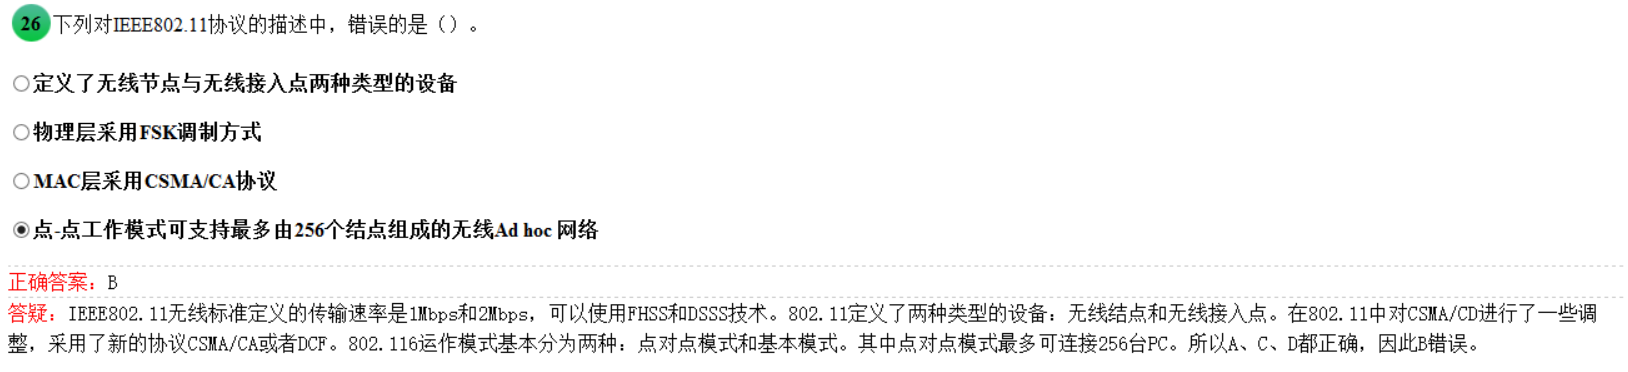 26 下列对IEEE802.11协议的描述中，错误的是（）。
定义了无线节点与无线接入点两种类型的设备
物理层采用FSK调制方式
MAC层采用CSMA/CA协议
点-点工作模式可支持最多由256个结点组成的无线Ad hoc 网络
正确答案：B
答疑：IEEE802.11无线标准定义的传输速率是1Mbps和2Mbps，可以使用FHSS和DSSS技术。802.11定义了两种类型的设备：无线结点和无线接入点。在802.11中对CSMA/CD进行了一些调
整，采用了新的协议CSMA/CA或者DCF。802.116运作模式基本分为两种：点对点模式和基本模式。其中点对点模式最多可连接256台PC。所以A、C、D都正确，因此B错误。